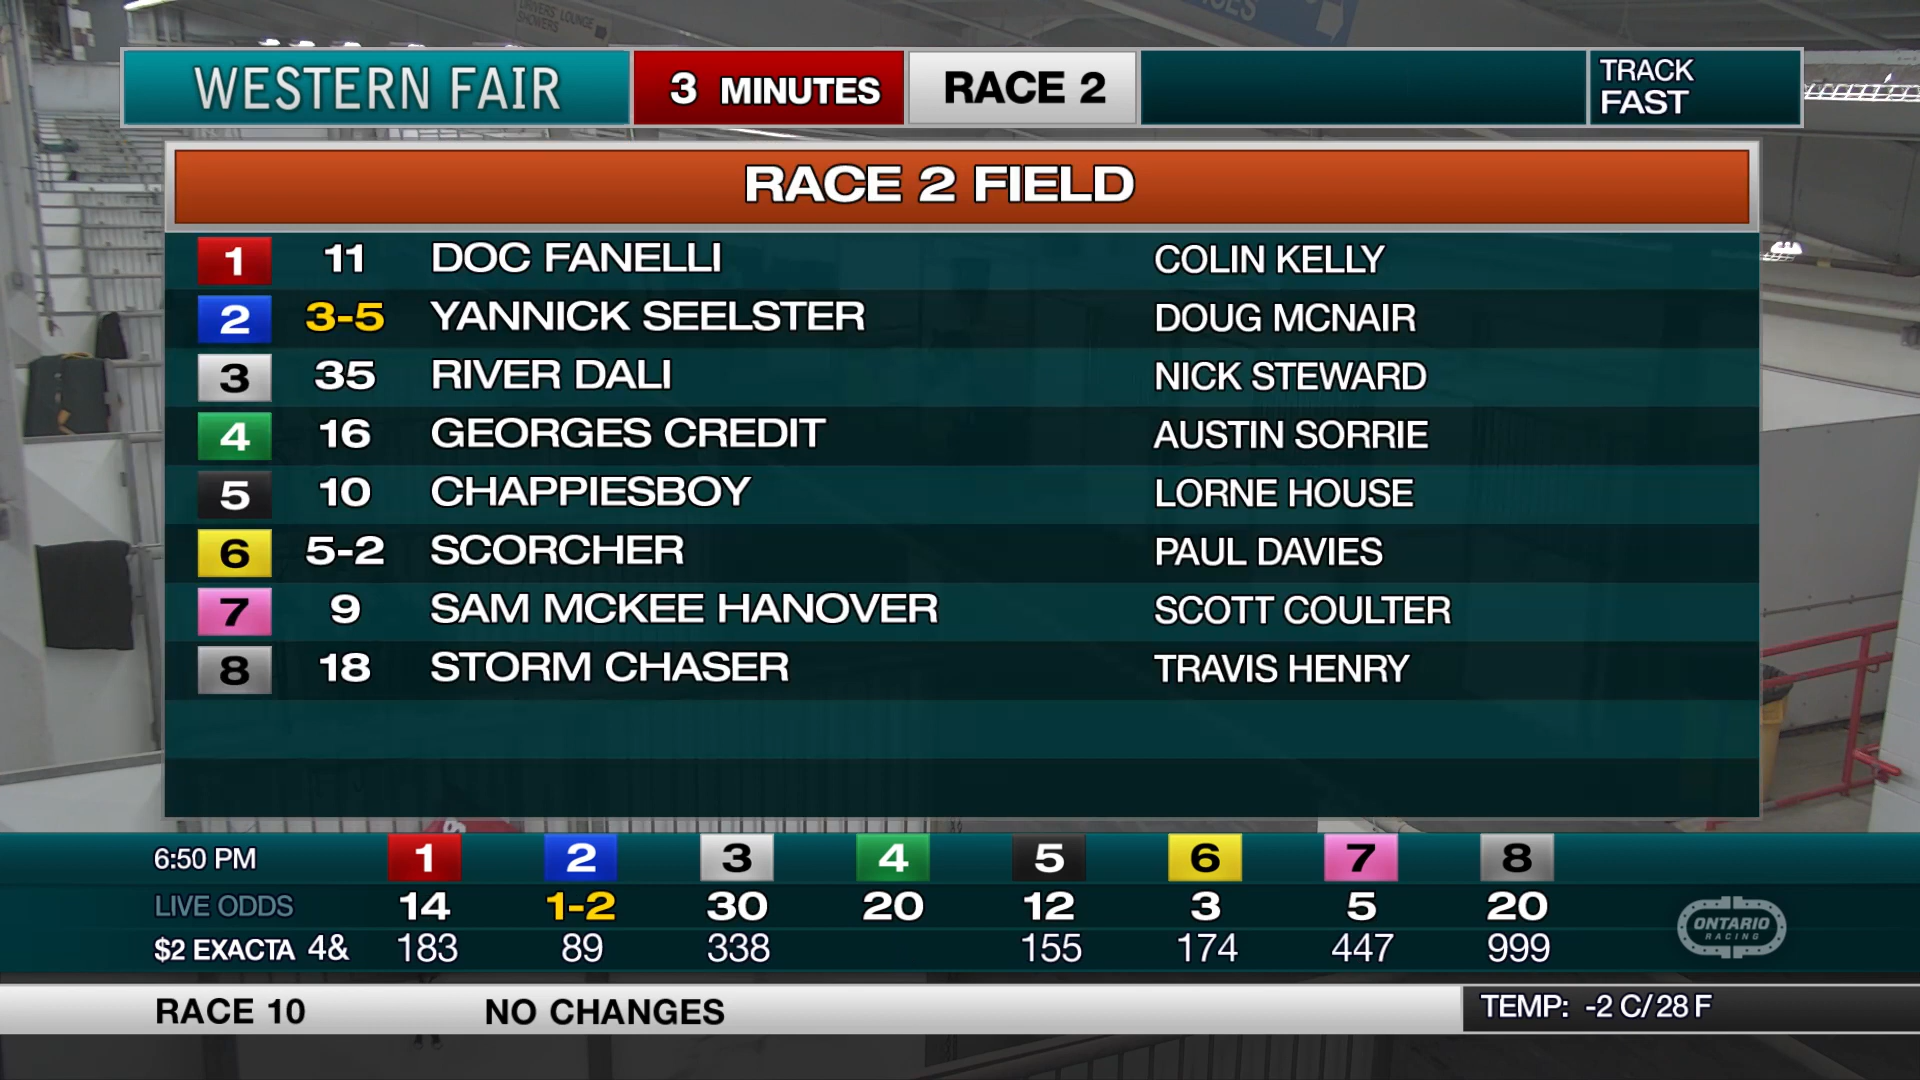 DRIVERS' LOUNGE
SHOWERS
WESTERN FAIR
3 MINUTES
RACE 2
TRACK
FAST
RACE 2 FIELD
1 11 DOC FANELLI COLIN KELLY
2 3-5 YANNICK SEELSTER DOUG MCNAIR
3 35 RIVER DALI NICK STEWARD
4 16 GEORGES CREDIT AUSTIN SORRIE
5 10 CHAPPIESBOY LORNE HOUSE
6 5-2 SCORCHER PAUL DAVIES
7 9 SAM MCKEE HANOVER SCOTT COULTER
8 18 STORM CHASER TRAVIS HENRY
6:50 PM 1 2 3 4 5 6 7 8
LIVE ODDS 14 1-2 30 20 12 3 5 20
$2 EXACTA 4& 183 89 338 155 174 447 999
ONTARIO
RACING
RACE 10 NO CHANGES
TEMP: -2 C/28 F